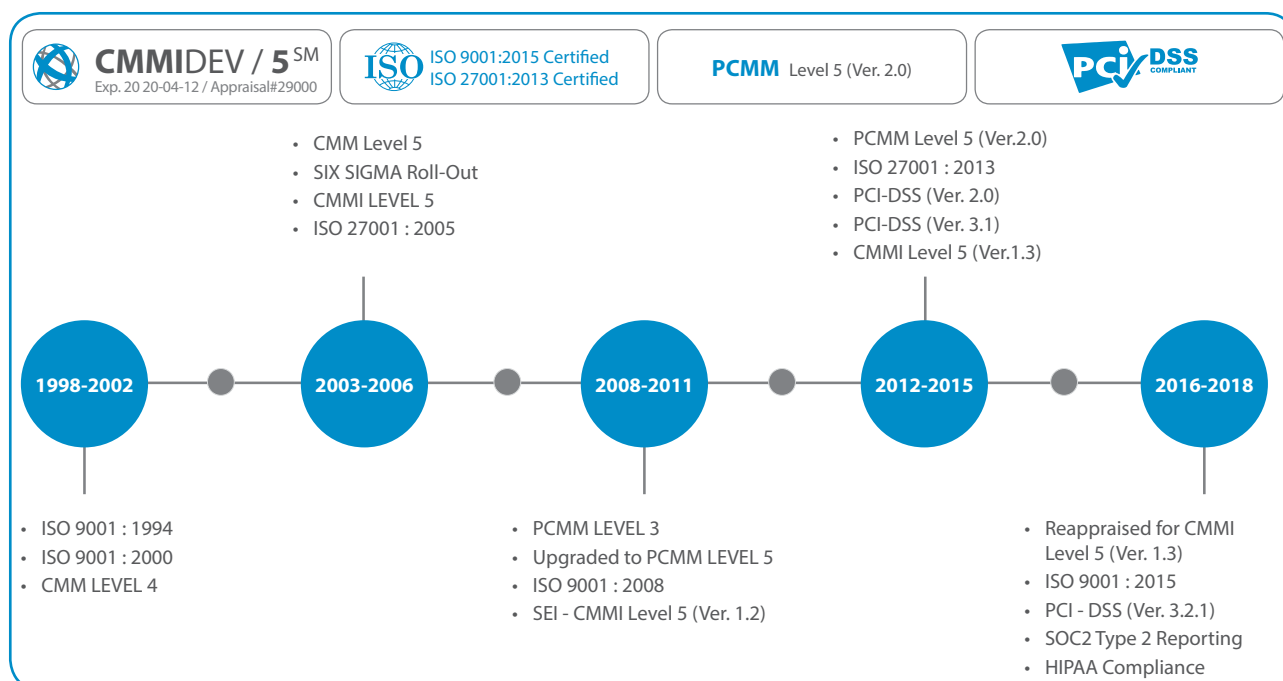 CMMIDEV / 5 SM
Exp. 20 20-04-12 / Appraisal#29000
ISO
ISO 9001:2015 Certified
ISO 27001:2013 Certified
PCMM Level 5 (Ver. 2.0)
PCI DSS
COMPLIANT
• CMM Level 5
• SIX SIGMA Roll-Out
• CMMI LEVEL 5
• ISO 27001 : 2005
• PCMM Level 5 (Ver.2.0)
• ISO 27001 : 2013
• PCI-DSS (Ver. 2.0)
• PCI-DSS (Ver. 3.1)
• CMMI Level 5 (Ver.1.3)
1998-2002
2003-2006
2008-2011
2012-2015
2016-2018
• ISO 9001 : 1994
• ISO 9001 : 2000
• CMM LEVEL 4
• PCMM LEVEL 3
• Upgraded to PCMM LEVEL 5
• ISO 9001 : 2008
• SEI - CMMI Level 5 (Ver. 1.2)
• Reappraised for CMMI
Level 5 (Ver. 1.3)
• ISO 9001 : 2015
• PCI - DSS (Ver. 3.2.1)
• SOC2 Type 2 Reporting
• HIPAA Compliance